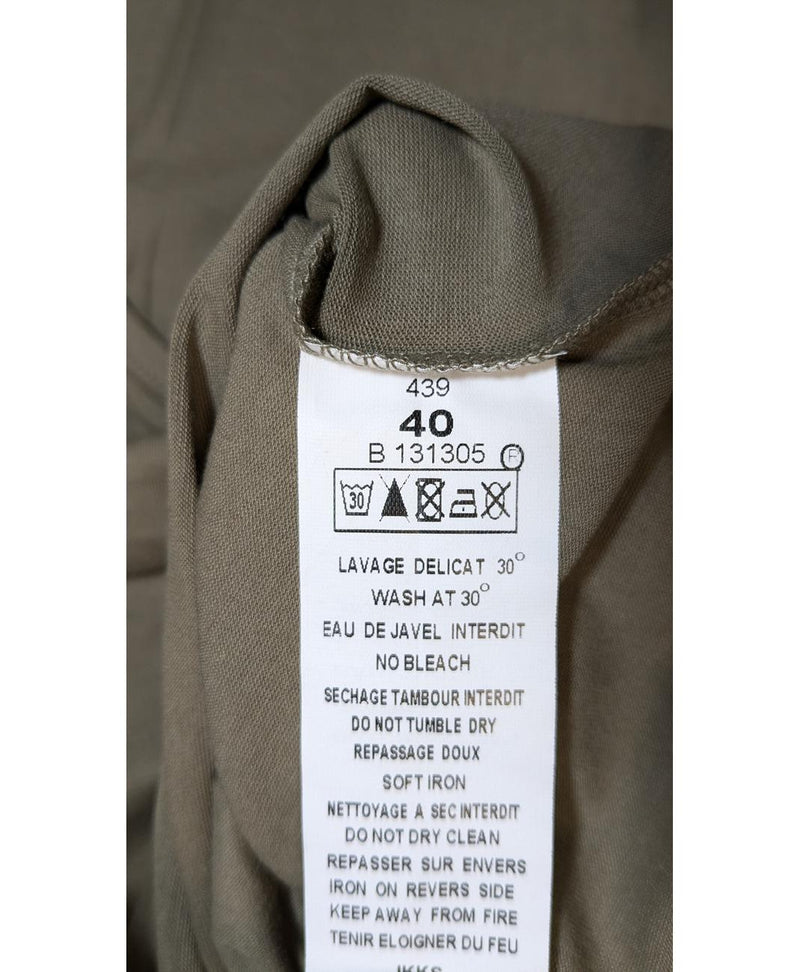 439
40
B 131305 P
30
LAVAGE DELICAT 30°
WASH AT 30°
EAU DE JAVEL INTERDIT
NO BLEACH
SECHAGE TAMBOUR INTERDIT
DO NOT TUMBLE DRY
REPASSAGE DOUX
SOFT IRON
NETTOYAGE A SEC INTERDIT
DO NOT DRY CLEAN
REPASSER SUR ENVERS
IRON ON REVERS SIDE
KEEP AWAY FROM FIRE
TENIR ELOIGNER DU FEU
IKKS